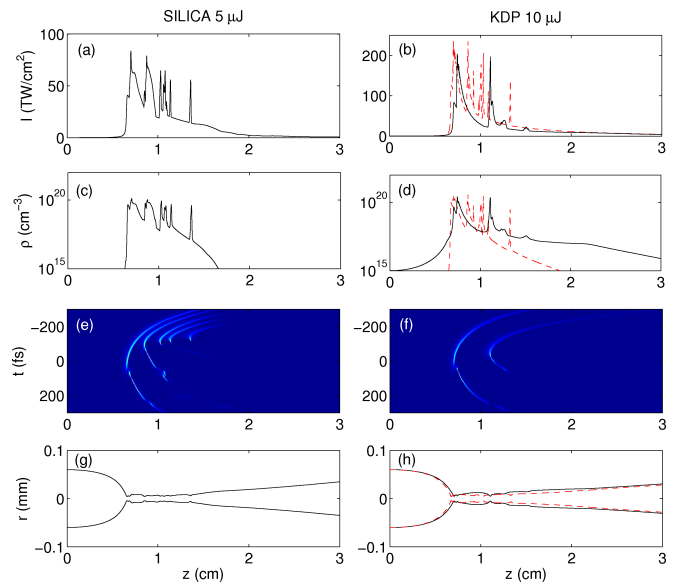 SILICA 5 μJ
KDP 10 μJ
(a)
I (TW/cm²)
100
50
0
0 1 2 3
(b)
200
100
0
0 1 2 3
(c)
ρ (cm⁻³)
10²⁰
10¹⁵
0 1 2 3
(d)
10²⁰
10¹⁵
0 1 2 3
(e)
t (fs)
−200
0
200
0 1 2 3
(f)
−200
0
200
0 1 2 3
(g)
r (mm)
0.1
0
−0.1
0 1 2 3
z (cm)
(h)
0.1
0
−0.1
0 1 2 3
z (cm)